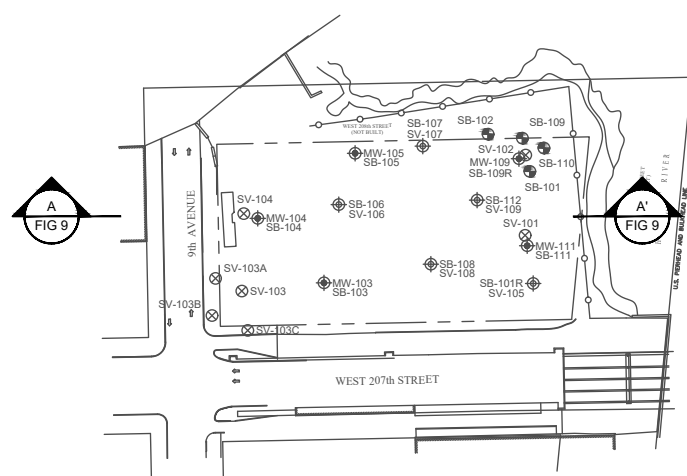 SB-107
SV-107
SB-102
SB-109
WEST 208th STREET
(NOT BUILT)
MW-105
SB-105
SV-102
MW-109
SB-109R
SB-110
SB-101
A
FIG 9
A'
FIG 9
RIVER
U.S. PIERHEAD AND BULKHEAD LINE
9th AVENUE
SV-104
MW-104
SB-104
SB-106
SV-106
SB-112
SV-109
SV-101
MW-111
SB-111
SV-103A
SV-103
SV-103B
MW-103
SB-103
SB-108
SV-108
SB-101R
SV-105
SV-103C
WEST 207th STREET